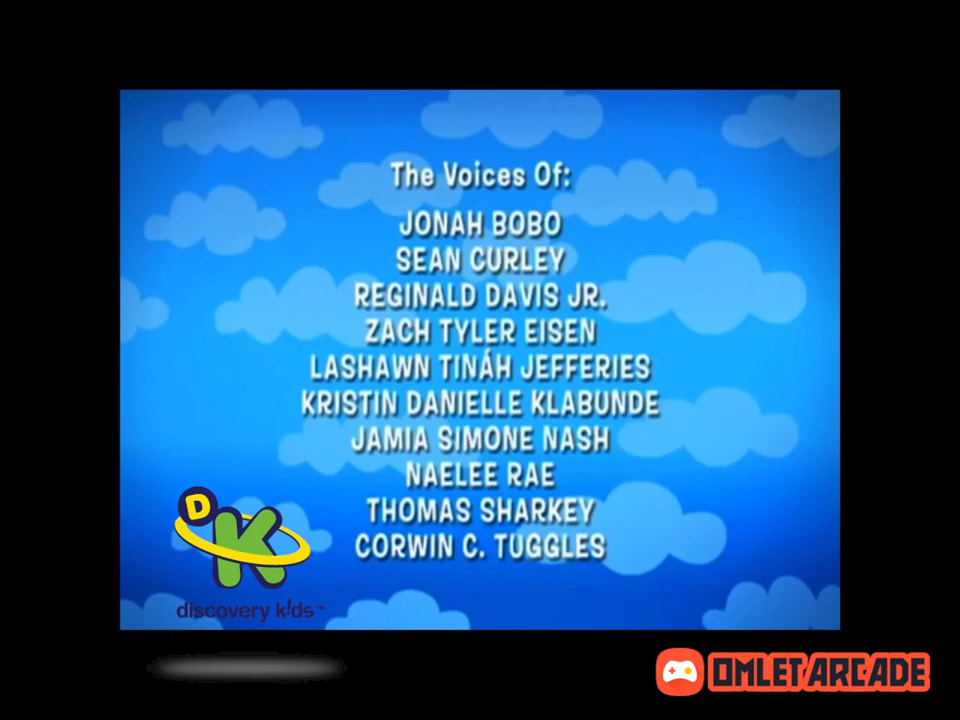 The Voices Of:
JONAH BOBO
SEAN CURLEY
REGINALD DAVIS JR.
ZACH TYLER EISEN
LASHAWN TINÁH JEFFERIES
KRISTIN DANIELLE KLABUNDE
JAMIA SIMONE NASH
NAELEE RAE
THOMAS SHARKEY
CORWIN C. TUGGLES
D
K
discovery k!ds™
OMLET ARCADE